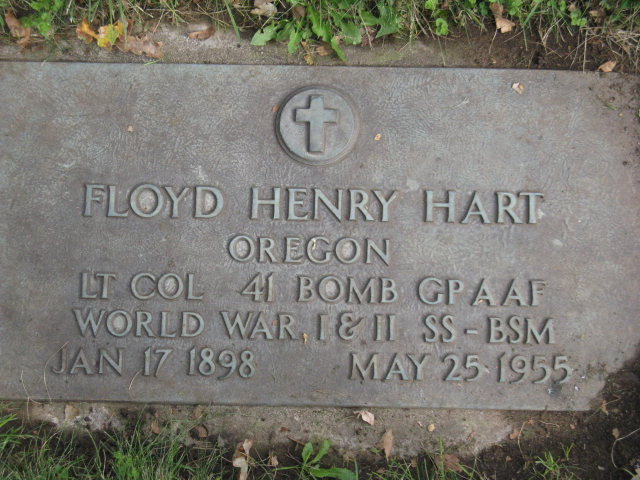 FLOYD HENRY HART
OREGON
LT COL 41 BOMB GP AAF
WORLD WAR I & II SS-BSM
JAN 17 1898 MAY 25 1955